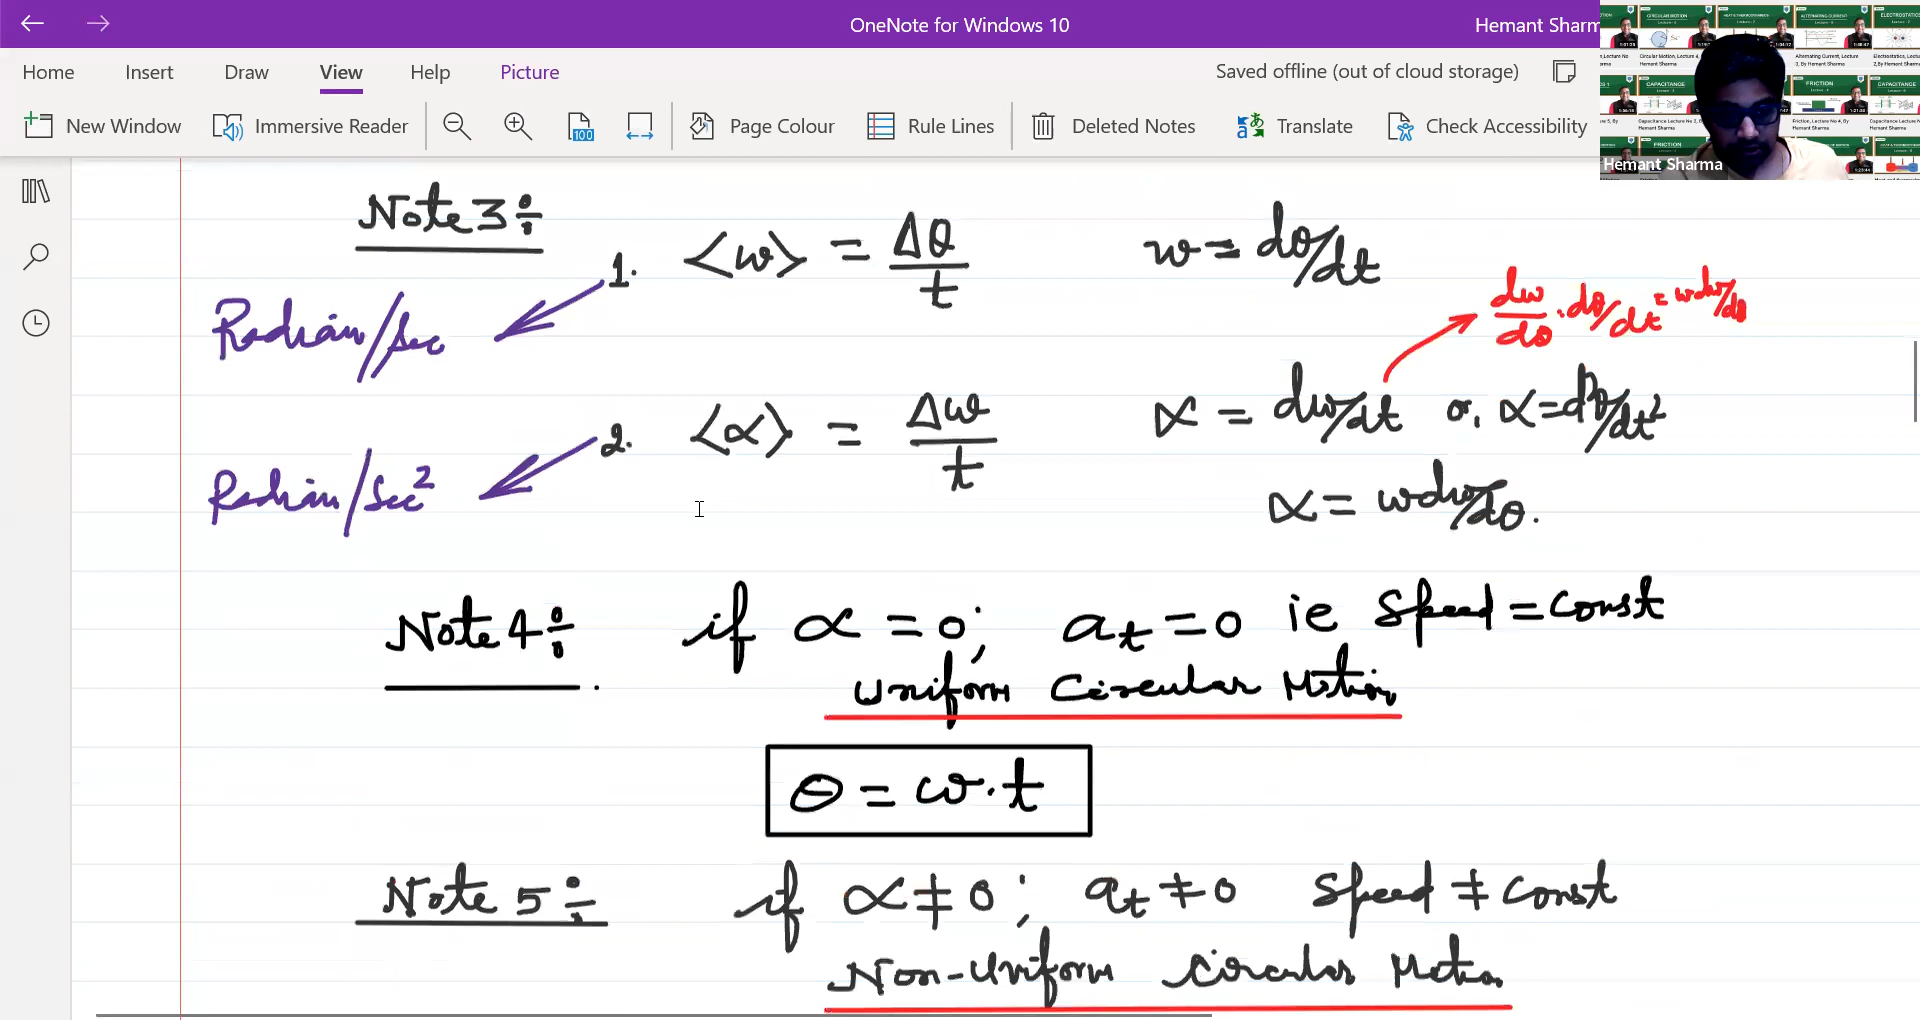 OneNote for Windows 10
Hemant Sharm
Home Insert Draw View Help Picture
Saved offline (out of cloud storage)
New Window Immersive Reader 100 Page Colour Rule Lines Deleted Notes Translate Check Accessibility
Hemant Sharma
Note 3 ÷
1. <ω> = Δθ/t
ω = dθ/dt
Radian/Sec
dω/dθ · dθ/dt = ωdω/dθ
2. <α> = Δω/t
α = dω/dt or, α = d²θ/dt²
Radian/Sec²
α = ωdω/dθ.
Note 4 ÷ if α = 0; at = 0 ie Speed = Const
Uniform Circular Motion
θ = ω·t
Note 5 ÷ if α ≠ 0; at ≠ 0 Speed ≠ Const
Non-Uniform Circular Motion